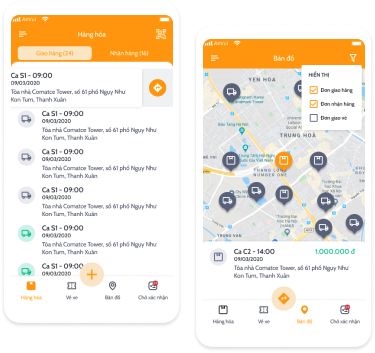 Amrui
Hàng hóa
Giao hàng (24)
Nhận hàng (16)
Ca S1 - 09:00
09/03/2020
Tòa nhà Comatce Tower, số 61 phố Ngụy Như
Kon Tum, Thanh Xuân
Ca S1 - 09:00
09/03/2020
Tòa nhà Comatce Tower, số 61 phố Ngụy Như
Kon Tum, Thanh Xuân
Ca S1 - 09:00
09/03/2020
Tòa nhà Comatce Tower, số 61 phố Ngụy Như
Kon Tum, Thanh Xuân
Ca S1 - 09:00
09/03/2020
Tòa nhà Comatce Tower, số 61 phố Ngụy Như
Kon Tum, Thanh Xuân
Ca S1 - 09:00
09/03/2020
Tòa nhà Comatce Tower, số 61 phố Ngụy Như
Kon Tum, Thanh Xuân
Ca S1 - 09:00
09/03/2020
Hàng hóa
Vé xe
Bản đồ
Chờ xác nhận
Amrui
Bản đồ
HIỂN THỊ
Đơn giao hàng
Đơn nhận hàng
Đơn giao vé
YEN HOA
TRUNG HOÀ
THANG LONG
NUMBER ONE
Ca C2 - 14:00
1.000.000 đ
09/03/2020
Tòa nhà Comatce Tower, số 61 phố Ngụy Như
Kon Tum, Thanh Xuân
Hàng hóa
Vé xe
Bản đồ
Chờ xác nhận